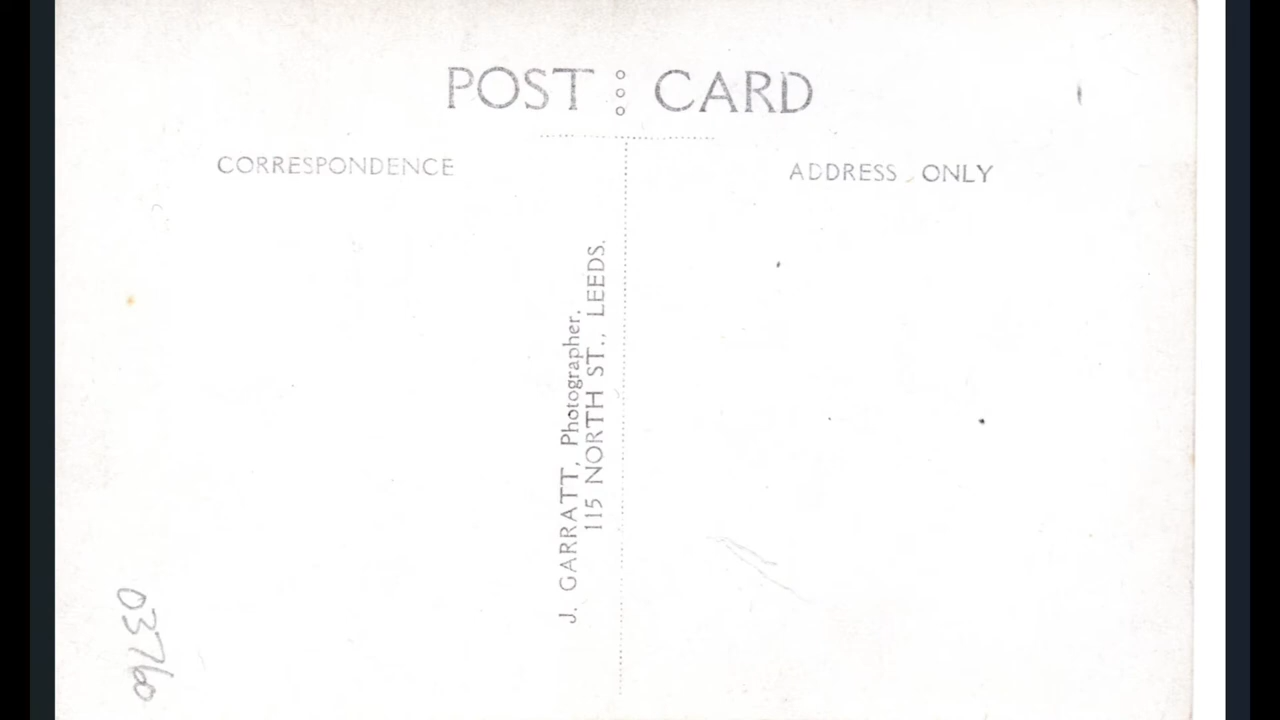 POST CARD
CORRESPONDENCE
ADDRESS ONLY
J. GARRATT, Photographer,
115 NORTH ST., LEEDS.
03760